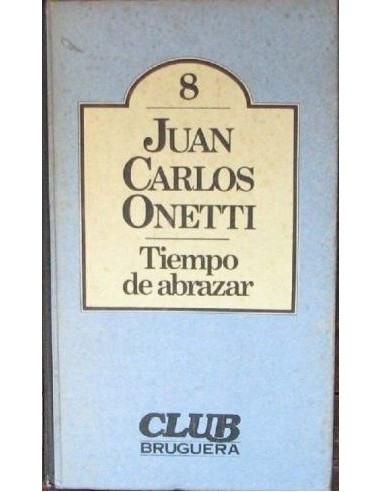 8
JUAN
CARLOS
ONETTI
Tiempo
de abrazar
CLUB
BRUGUERA